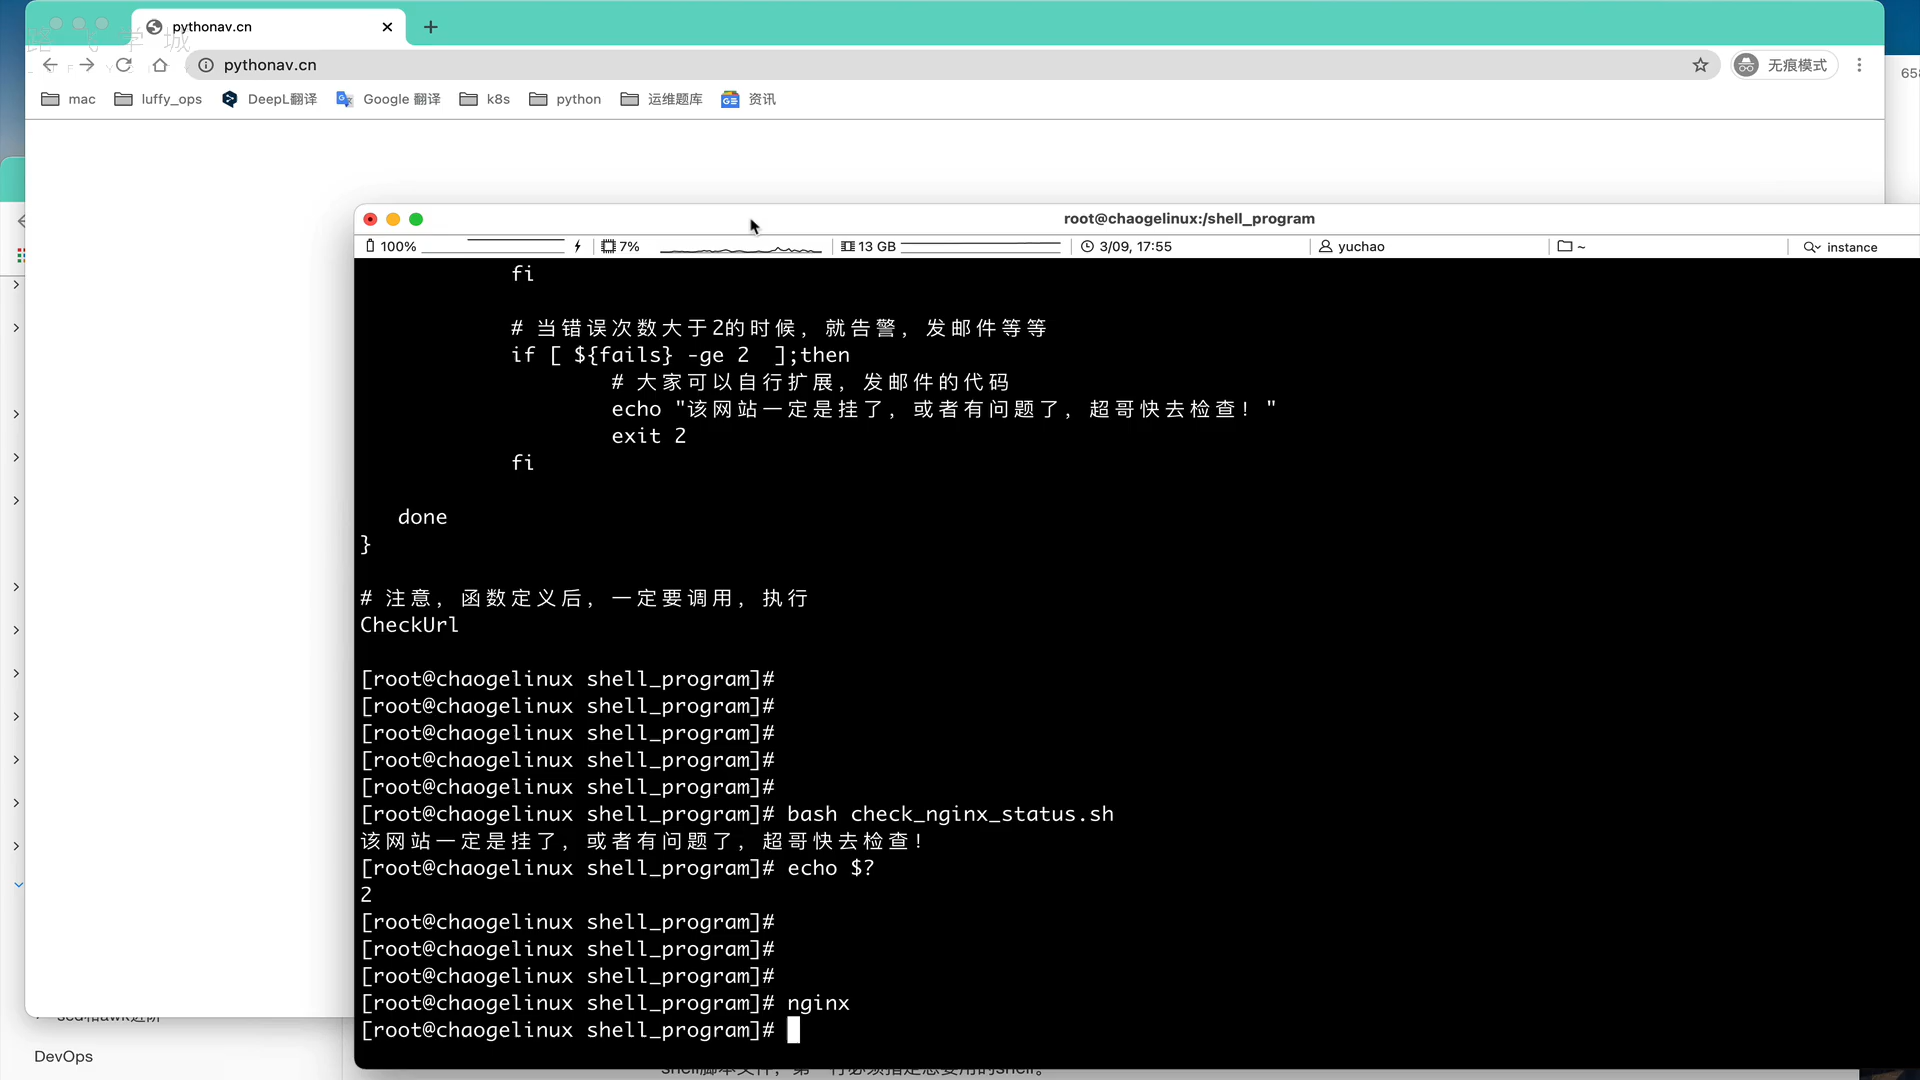 pythonav.cn
pythonav.cn
无痕模式
mac
luffy_ops
DeepL翻译
Google 翻译
k8s
python
运维题库
资讯
root@chaogelinux:/shell_program
100%
7%
13 GB
3/09, 17:55
yuchao
~
instance
fi
# 当错误次数大于2的时候, 就告警, 发邮件等等
if [ ${fails} -ge 2  ];then
# 大家可以自行扩展, 发邮件的代码
echo "该网站一定是挂了, 或者有问题了, 超哥快去检查! "
exit 2
fi
done
}
# 注意, 函数定义后, 一定要调用, 执行
CheckUrl
[root@chaogelinux shell_program]#
[root@chaogelinux shell_program]#
[root@chaogelinux shell_program]#
[root@chaogelinux shell_program]#
[root@chaogelinux shell_program]#
[root@chaogelinux shell_program]# bash check_nginx_status.sh
该网站一定是挂了, 或者有问题了, 超哥快去检查!
[root@chaogelinux shell_program]# echo $?
2
[root@chaogelinux shell_program]#
[root@chaogelinux shell_program]#
[root@chaogelinux shell_program]#
[root@chaogelinux shell_program]# nginx
[root@chaogelinux shell_program]#
DevOps